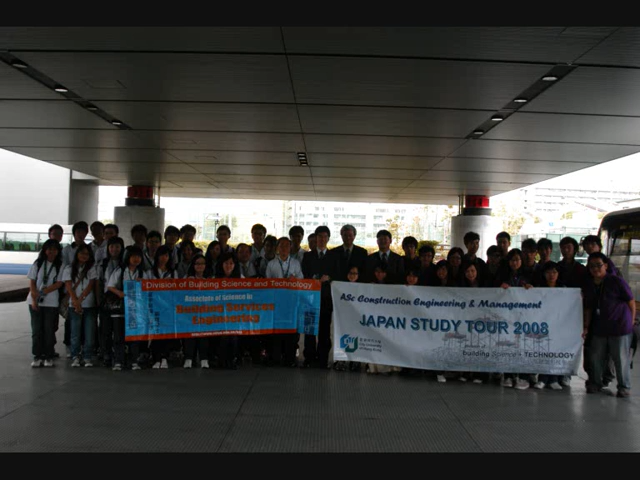 Division of Building Science and Technology
Associate of Science in
Building Services
Engineering
ASc Construction Engineering & Management
JAPAN STUDY TOUR 2008
building science + TECHNOLOGY